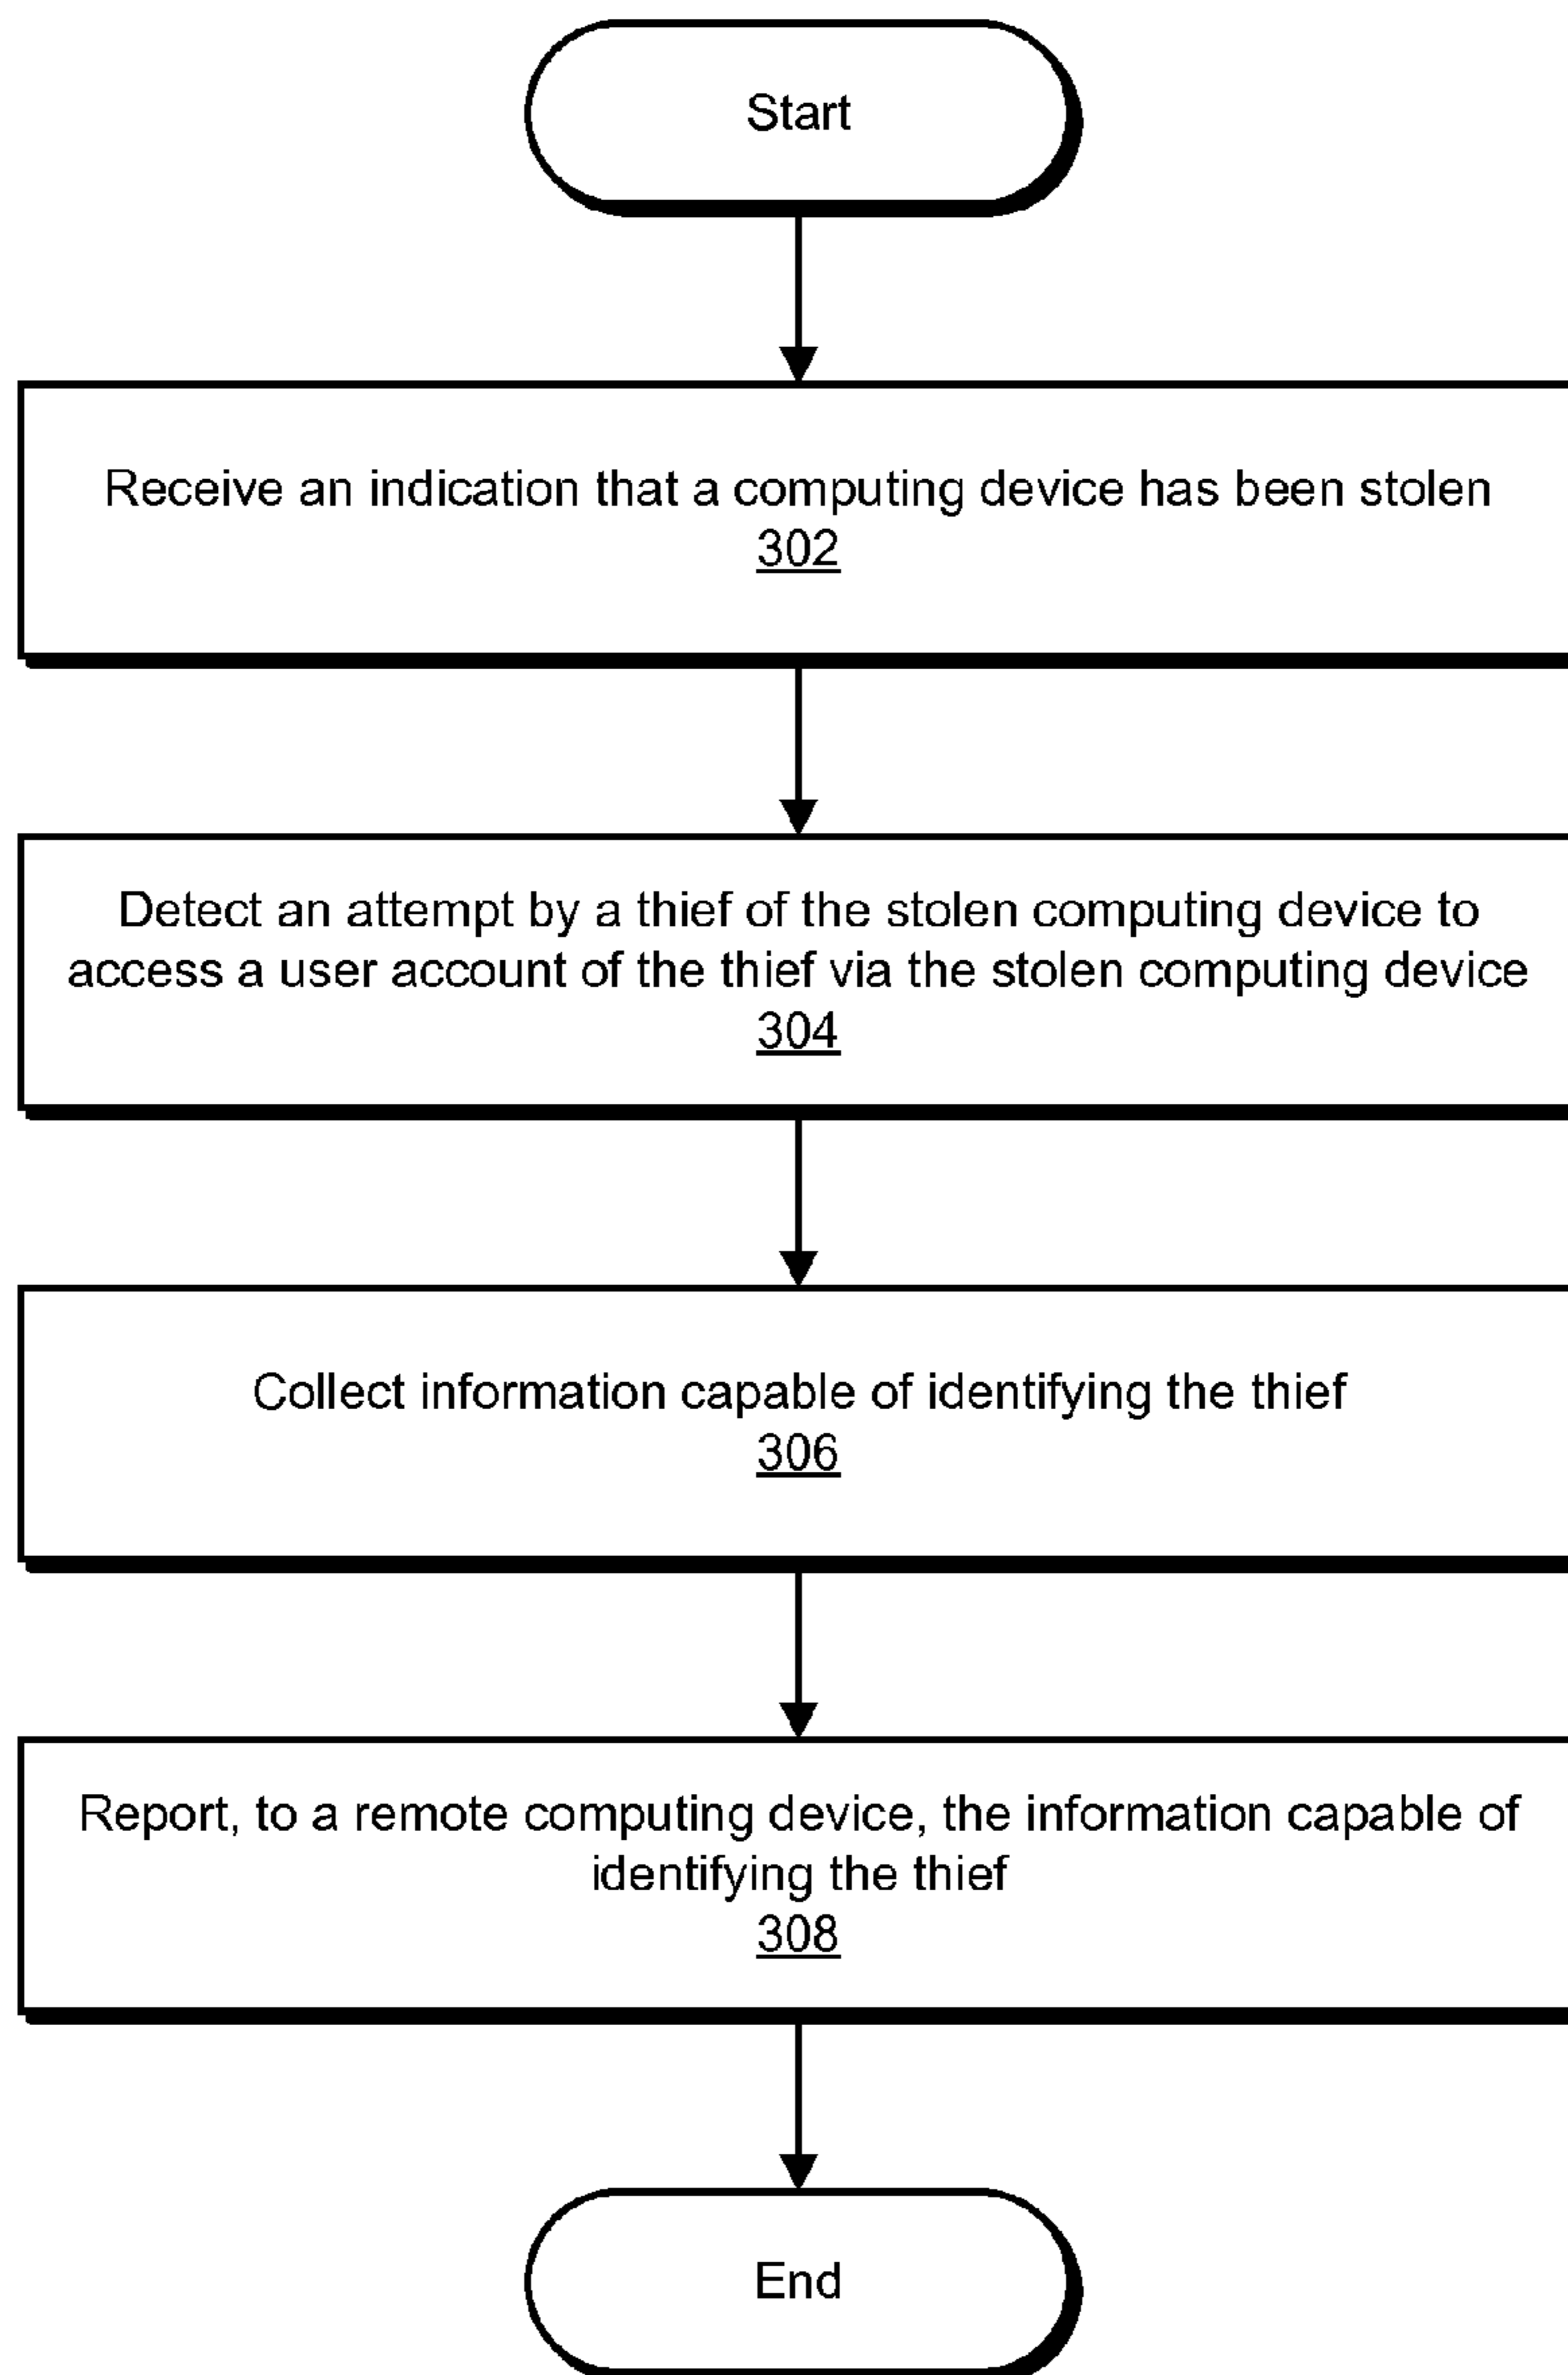 Start
Receive an indication that a computing device has been stolen
302
Detect an attempt by a thief of the stolen computing device to
access a user account of the thief via the stolen computing device
304
Collect information capable of identifying the thief
306
Report, to a remote computing device, the information capable of
identifying the thief
308
End